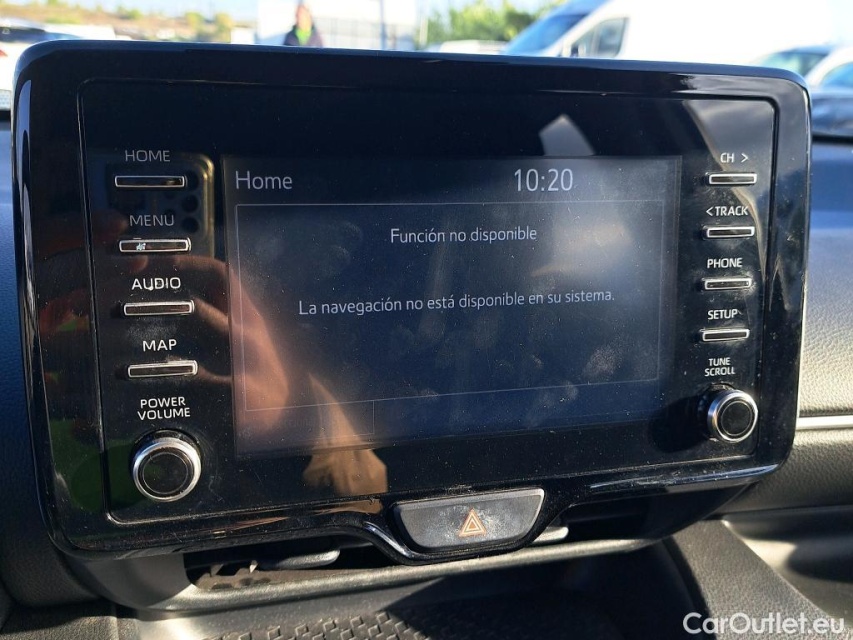 HOME
MENU
AUDIO
MAP
POWER
VOLUME
Home 10:20
Función no disponible
La navegación no está disponible en su sistema.
CH >
< TRACK
PHONE
SETUP
TUNE
SCROLL
CarOutlet.eu